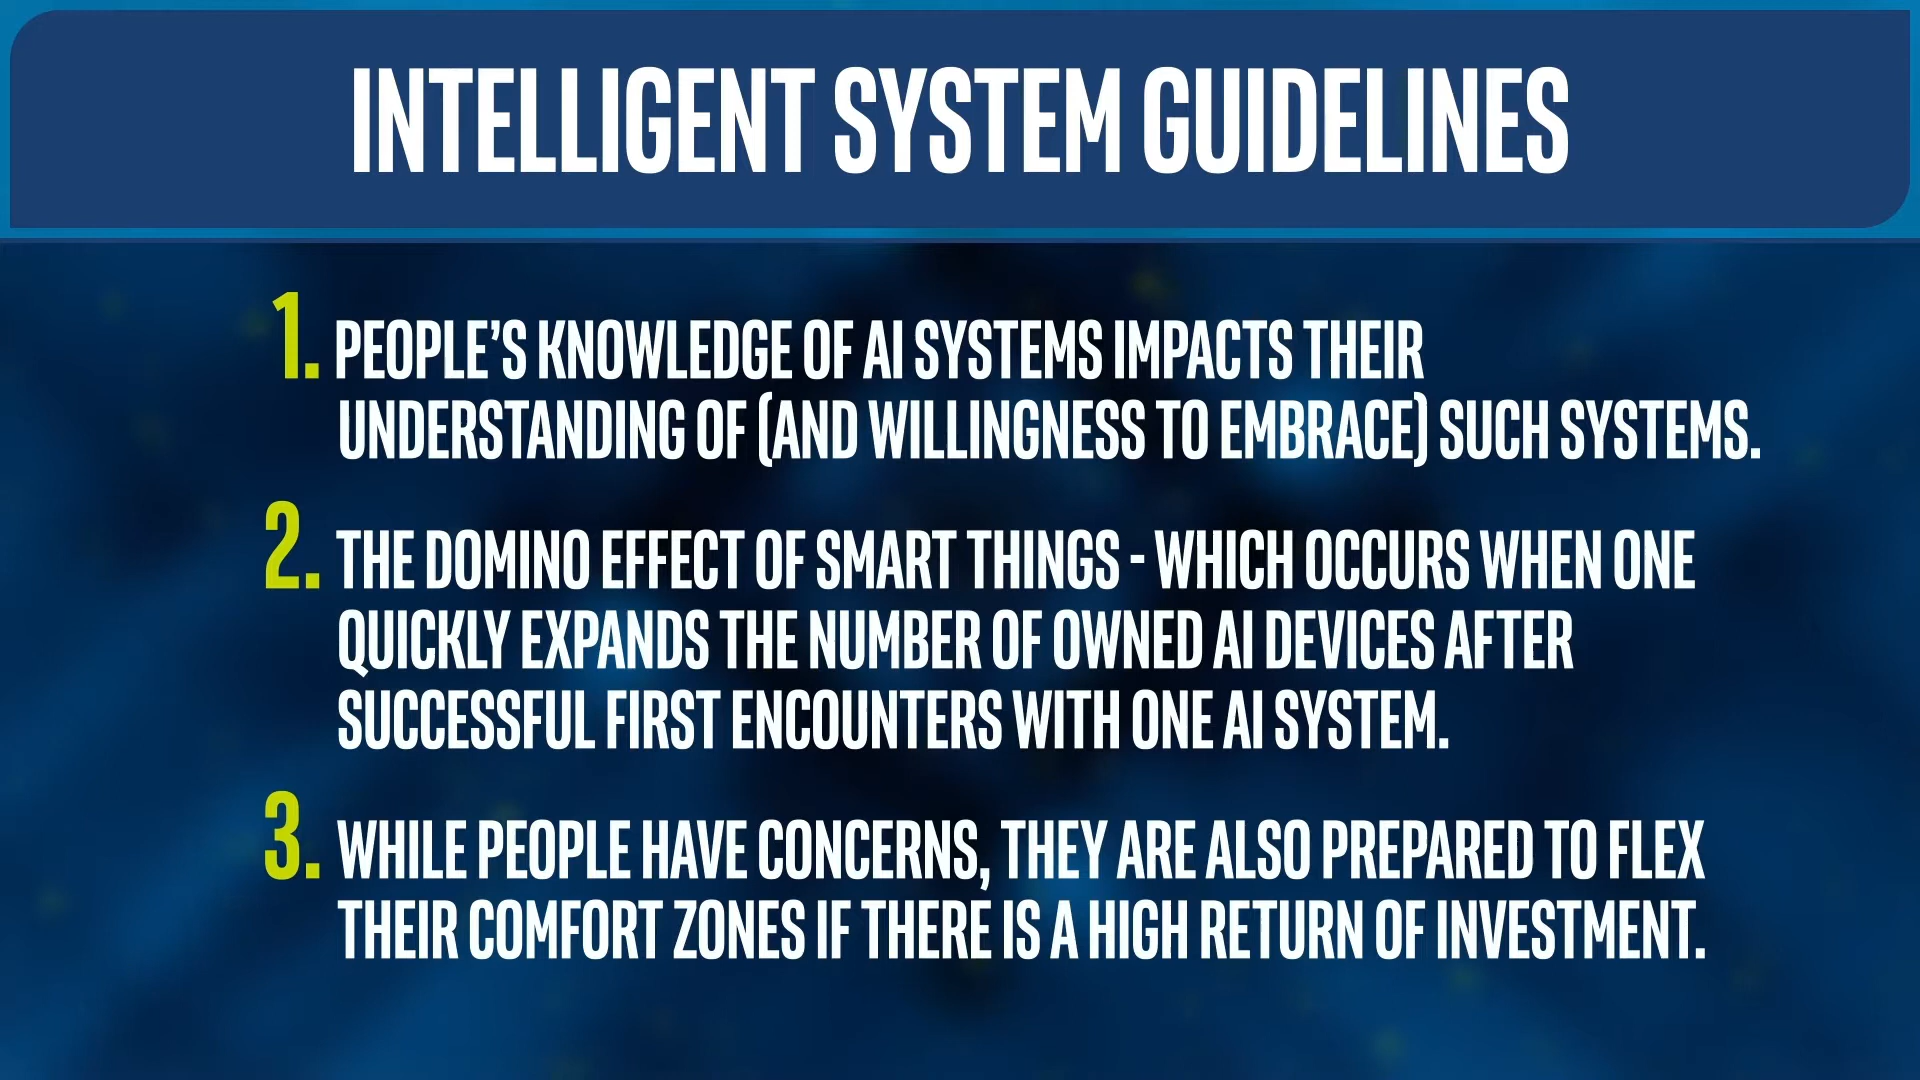 INTELLIGENT SYSTEM GUIDELINES
1. PEOPLE’S KNOWLEDGE OF AI SYSTEMS IMPACTS THEIR
UNDERSTANDING OF (AND WILLINGNESS TO EMBRACE) SUCH SYSTEMS.
2. THE DOMINO EFFECT OF SMART THINGS - WHICH OCCURS WHEN ONE
QUICKLY EXPANDS THE NUMBER OF OWNED AI DEVICES AFTER
SUCCESSFUL FIRST ENCOUNTERS WITH ONE AI SYSTEM.
3. WHILE PEOPLE HAVE CONCERNS, THEY ARE ALSO PREPARED TO FLEX
THEIR COMFORT ZONES IF THERE IS A HIGH RETURN OF INVESTMENT.